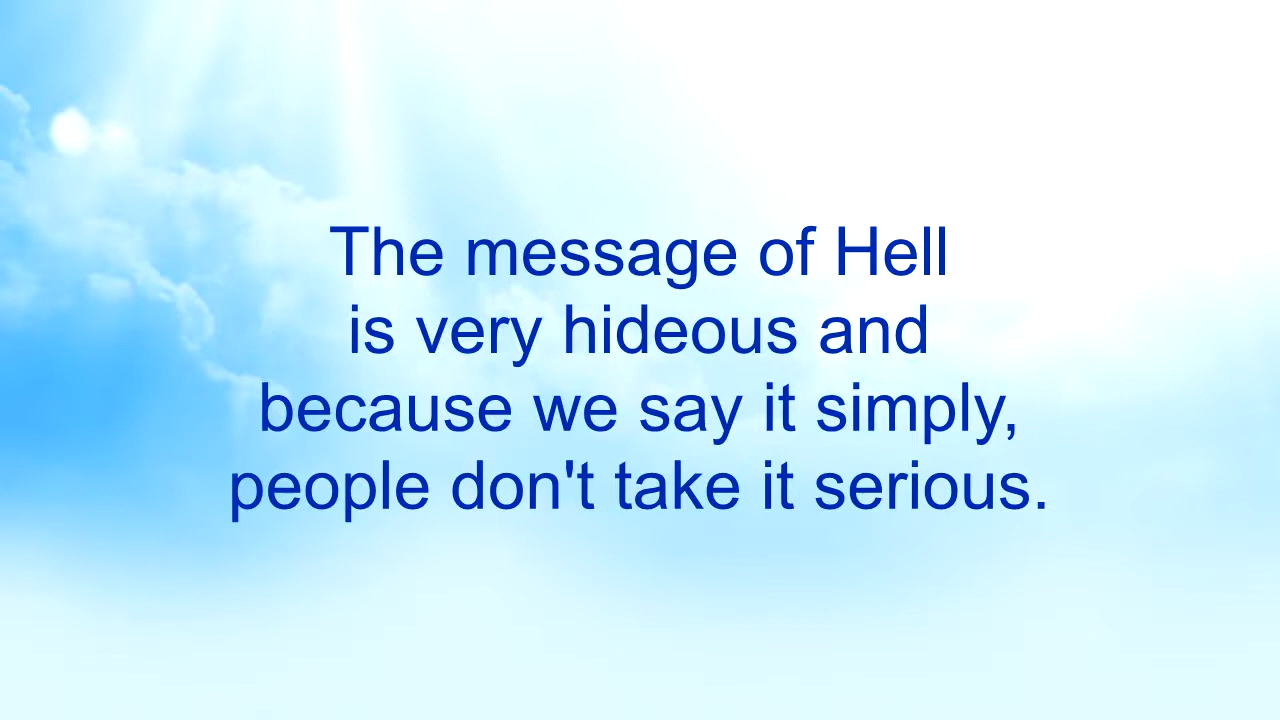 The message of Hell
is very hideous and
because we say it simply,
people don't take it serious.